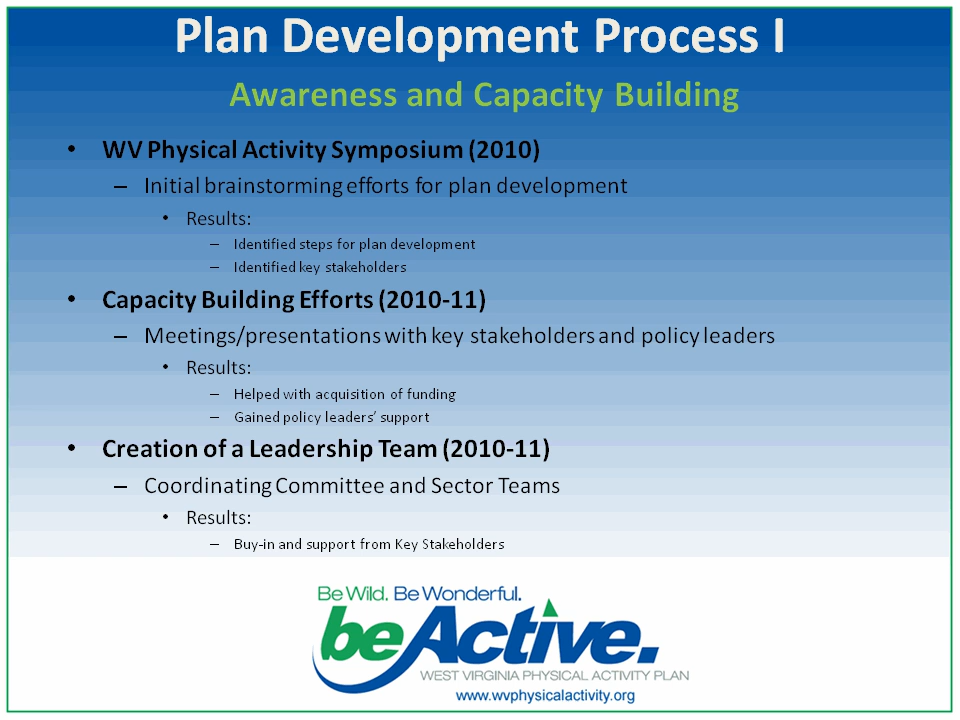 Plan Development Process I
Awareness and Capacity Building
• WV Physical Activity Symposium (2010)
– Initial brainstorming efforts for plan development
• Results:
– Identified steps for plan development
– Identified key stakeholders
• Capacity Building Efforts (2010-11)
– Meetings/presentations with key stakeholders and policy leaders
• Results:
– Helped with acquisition of funding
– Gained policy leaders’ support
• Creation of a Leadership Team (2010-11)
– Coordinating Committee and Sector Teams
• Results:
– Buy-in and support from Key Stakeholders
Be Wild. Be Wonderful.
beActive.
WEST VIRGINIA PHYSICAL ACTIVITY PLAN
www.wvphysicalactivity.org